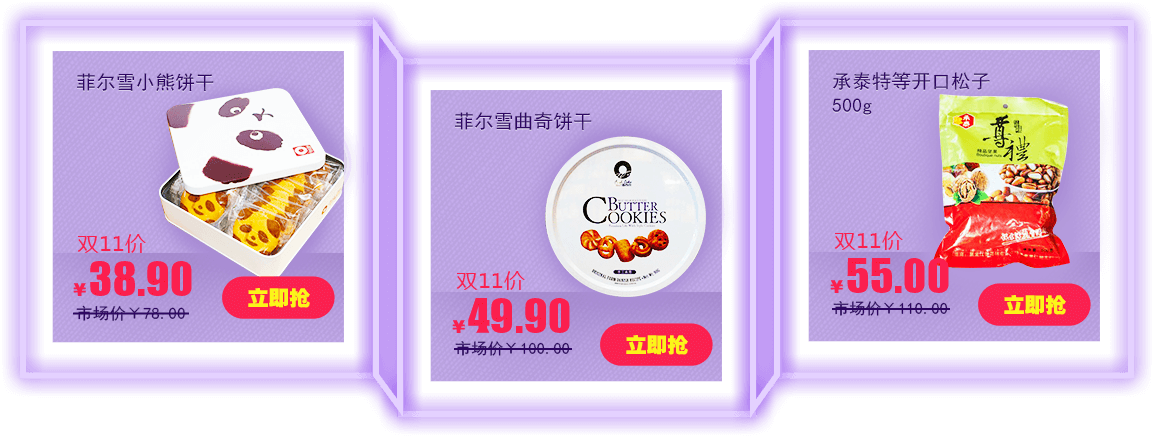 菲尔雪小熊饼干
双11价
¥38.90
市场价¥78.00
立即抢
菲尔雪曲奇饼干
BUTTER
COOKIES
双11价
¥49.90
市场价¥100.00
立即抢
承泰特等开口松子
500g
尊禮
双11价
¥55.00
市场价¥110.00
立即抢